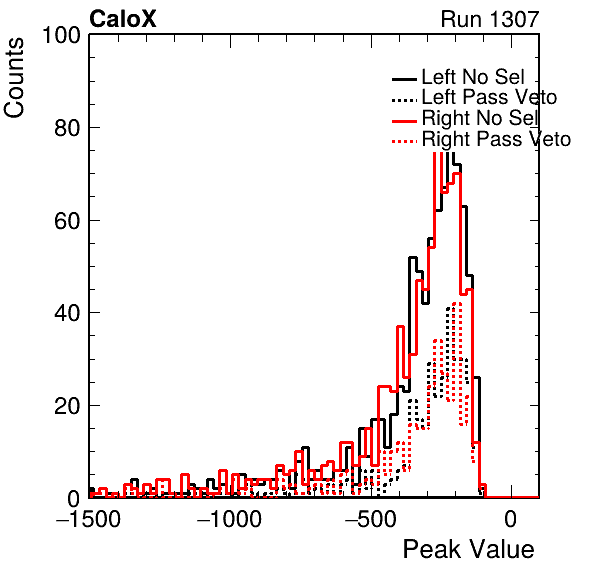 CaloX Run 1307
Counts
100
80
60
40
20
0
Left No Sel
Left Pass Veto
Right No Sel
Right Pass Veto
−1500 −1000 −500 0
Peak Value